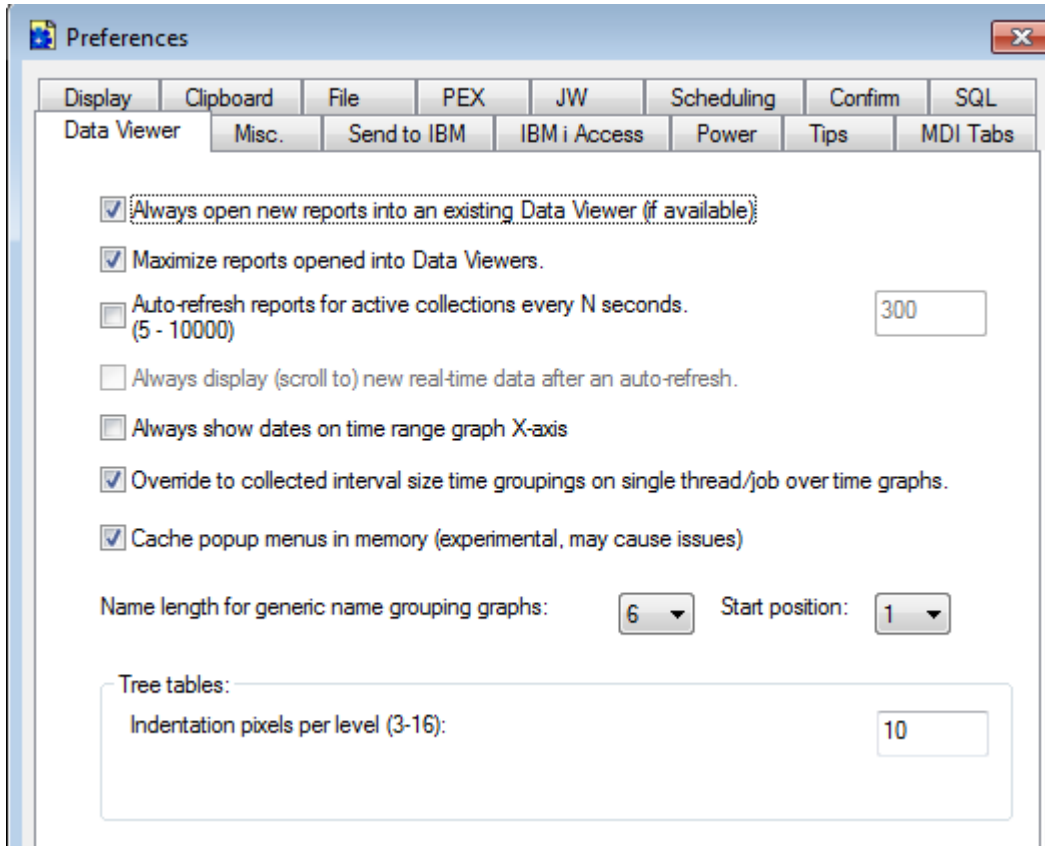 Preferences
Display Clipboard File PEX JW Scheduling Confirm SQL
Data Viewer Misc. Send to IBM IBM i Access Power Tips MDI Tabs
Always open new reports into an existing Data Viewer (if available)
Maximize reports opened into Data Viewers.
Auto-refresh reports for active collections every N seconds.
(5 - 10000)
300
Always display (scroll to) new real-time data after an auto-refresh.
Always show dates on time range graph X-axis
Override to collected interval size time groupings on single thread/job over time graphs.
Cache popup menus in memory (experimental, may cause issues)
Name length for generic name grouping graphs: 6 Start position: 1
Tree tables:
Indentation pixels per level (3-16): 10